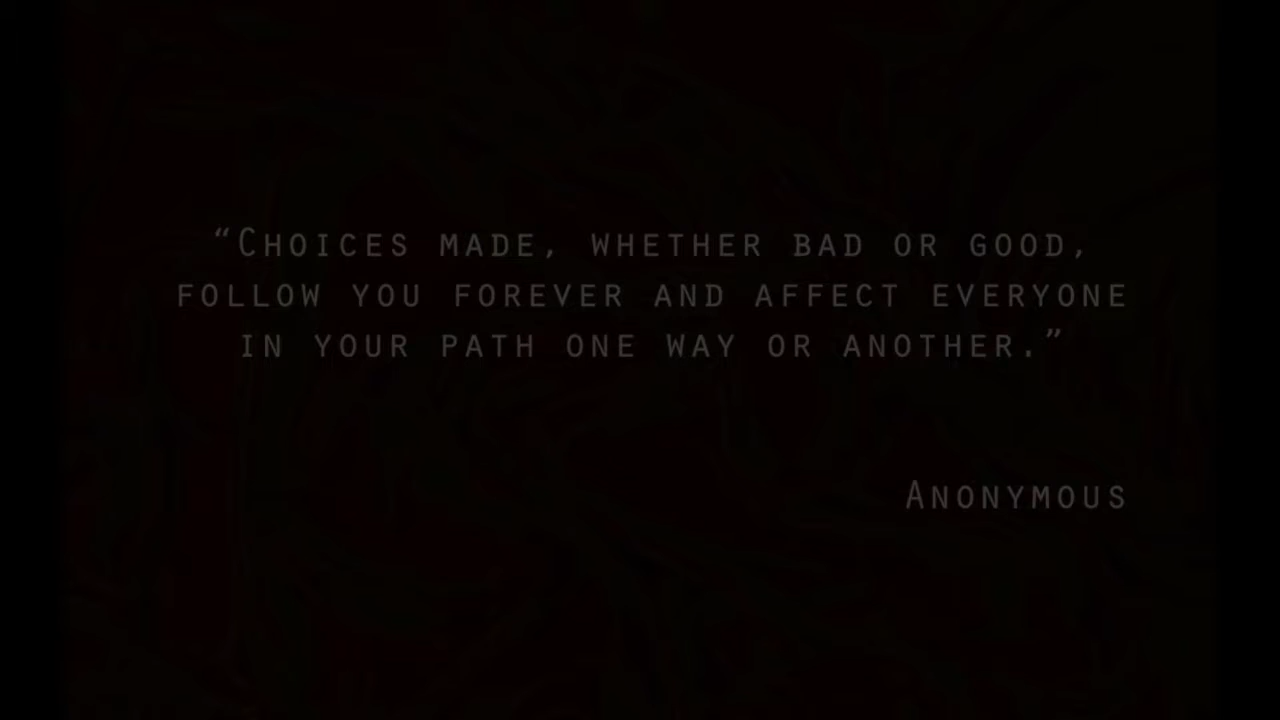 “Choices made, whether bad or good,
follow you forever and affect everyone
in your path one way or another.”
Anonymous